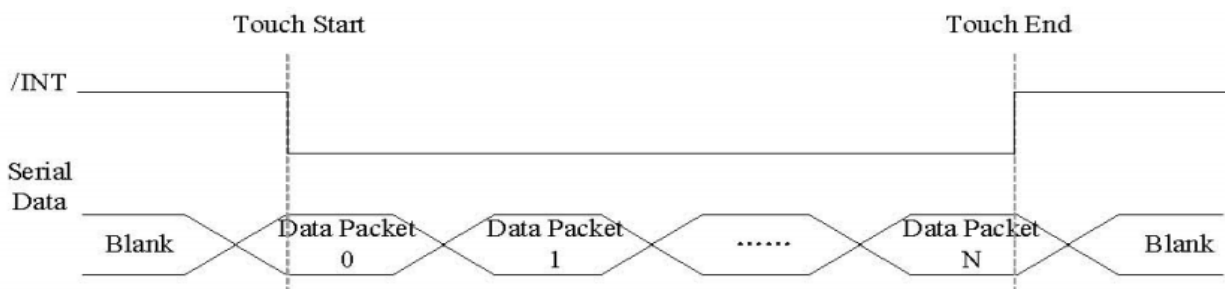 Touch Start
Touch End
/INT
Serial
Data
Blank
Data Packet
0
Data Packet
1
......
Data Packet
N
Blank